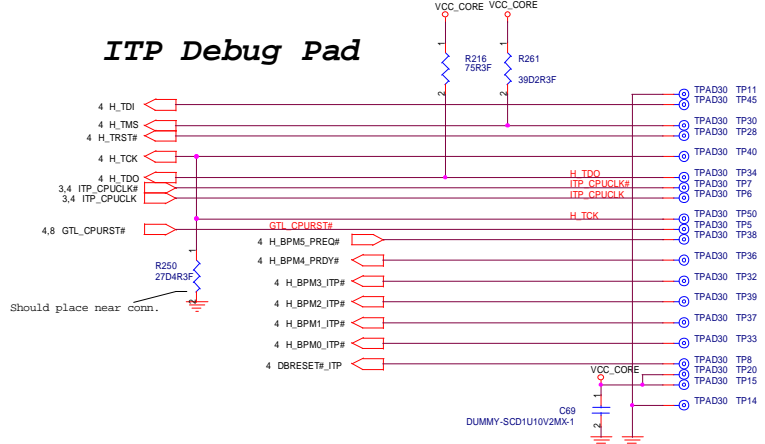 VCC_CORE VCC_CORE
ITP Debug Pad
1 1
R216 R261
75R3F
39D2R3F
2 2
TPAD30 TP11
4 H_TDI TPAD30 TP45
4 H_TMS TPAD30 TP30
4 H_TRST# TPAD30 TP28
4 H_TCK TPAD30 TP40
4 H_TDO H_TDO TPAD30 TP34
3,4 ITP_CPUCLK# ITP_CPUCLK# TPAD30 TP7
3,4 ITP_CPUCLK ITP_CPUCLK TPAD30 TP6
H_TCK TPAD30 TP50
4,8 GTL_CPURST# GTL_CPURST# TPAD30 TP5
4 H_BPM5_PREQ# TPAD30 TP38
1
4 H_BPM4_PRDY# TPAD30 TP36
R250
27D4R3F
4 H_BPM3_ITP# TPAD30 TP32
2
Should place near conn.
4 H_BPM2_ITP# TPAD30 TP39
4 H_BPM1_ITP# TPAD30 TP37
4 H_BPM0_ITP# TPAD30 TP33
4 DBRESET#_ITP TPAD30 TP8
VCC_CORE TPAD30 TP20
TPAD30 TP15
1
TPAD30 TP14
C69
DUMMY-SCD1U10V2MX-1
2